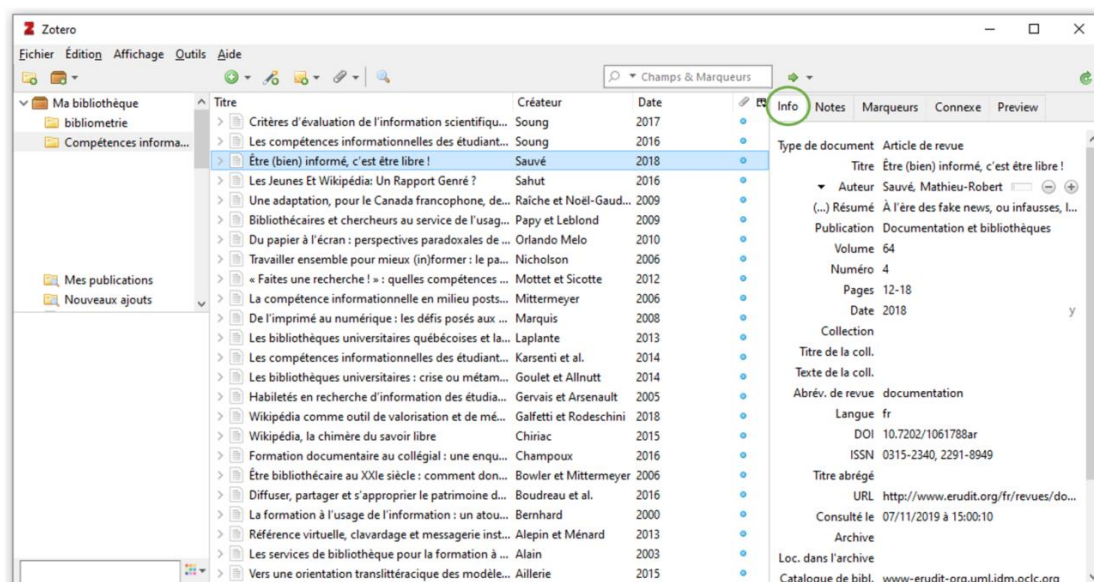 Zotero
Fichier Édition Affichage Outils Aide
Champs & Marqueurs
Ma bibliothèque
bibliometrie
Compétences informa...
Mes publications
Nouveaux ajouts
Titre Créateur Date
Critères d'évaluation de l'information scientifiqu... Soung 2017
Les compétences informationnelles des étudiant... Soung 2016
Être (bien) informé, c'est être libre ! Sauvé 2018
Les Jeunes Et Wikipédia: Un Rapport Genré ? Sahut 2016
Une adaptation, pour le Canada francophone, de... Raîche et Noël-Gaud... 2009
Bibliothécaires et chercheurs au service de l'usag... Papy et Leblond 2009
Du papier à l'écran : perspectives paradoxales de ... Orlando Melo 2010
Travailler ensemble pour mieux (in)former : le pa... Nicholson 2006
« Faites une recherche ! » : quelles compétences ... Mottet et Sicotte 2012
La compétence informationnelle en milieu posts... Mittermeyer 2006
De l'imprimé au numérique : les défis posés aux ... Marquis 2008
Les bibliothèques universitaires québécoises et la... Laplante 2013
Les compétences informationnelles des étudiant... Karsenti et al. 2014
Les bibliothèques universitaires : crise ou métam... Goulet et Allnutt 2014
Habiletés en recherche d'information des étudia... Gervais et Arsenault 2005
Wikipédia comme outil de valorisation et de mé... Galfetti et Rodeschini 2018
Wikipédia, la chimère du savoir libre Chiriac 2015
Formation documentaire au collégial : une enqu... Champoux 2016
Être bibliothécaire au XXIe siècle : comment don... Bowler et Mittermeyer 2006
Diffuser, partager et s'approprier le patrimoine d... Boudreau et al. 2016
La formation à l'usage de l'information : un atou... Bernhard 2000
Référence virtuelle, clavardage et messagerie inst... Alepin et Ménard 2013
Les services de bibliothèque pour la formation à ... Alain 2003
Vers une orientation translittéracique des modèle... Aillerie 2015
Info Notes Marqueurs Connexe Preview
Type de document Article de revue
Titre Être (bien) informé, c'est être libre !
Auteur Sauvé, Mathieu-Robert
(...) Résumé À l'ère des fake news, ou infausses, l...
Publication Documentation et bibliothèques
Volume 64
Numéro 4
Pages 12-18
Date 2018 y
Collection
Titre de la coll.
Texte de la coll.
Abrév. de revue documentation
Langue fr
DOI 10.7202/1061788ar
ISSN 0315-2340, 2291-8949
Titre abrégé
URL http://www.erudit.org/fr/revues/do...
Consulté le 07/11/2019 à 15:00:10
Archive
Loc. dans l'archive
Catalogue de bibl. www-erudit-org.uml.idm.oclc.org